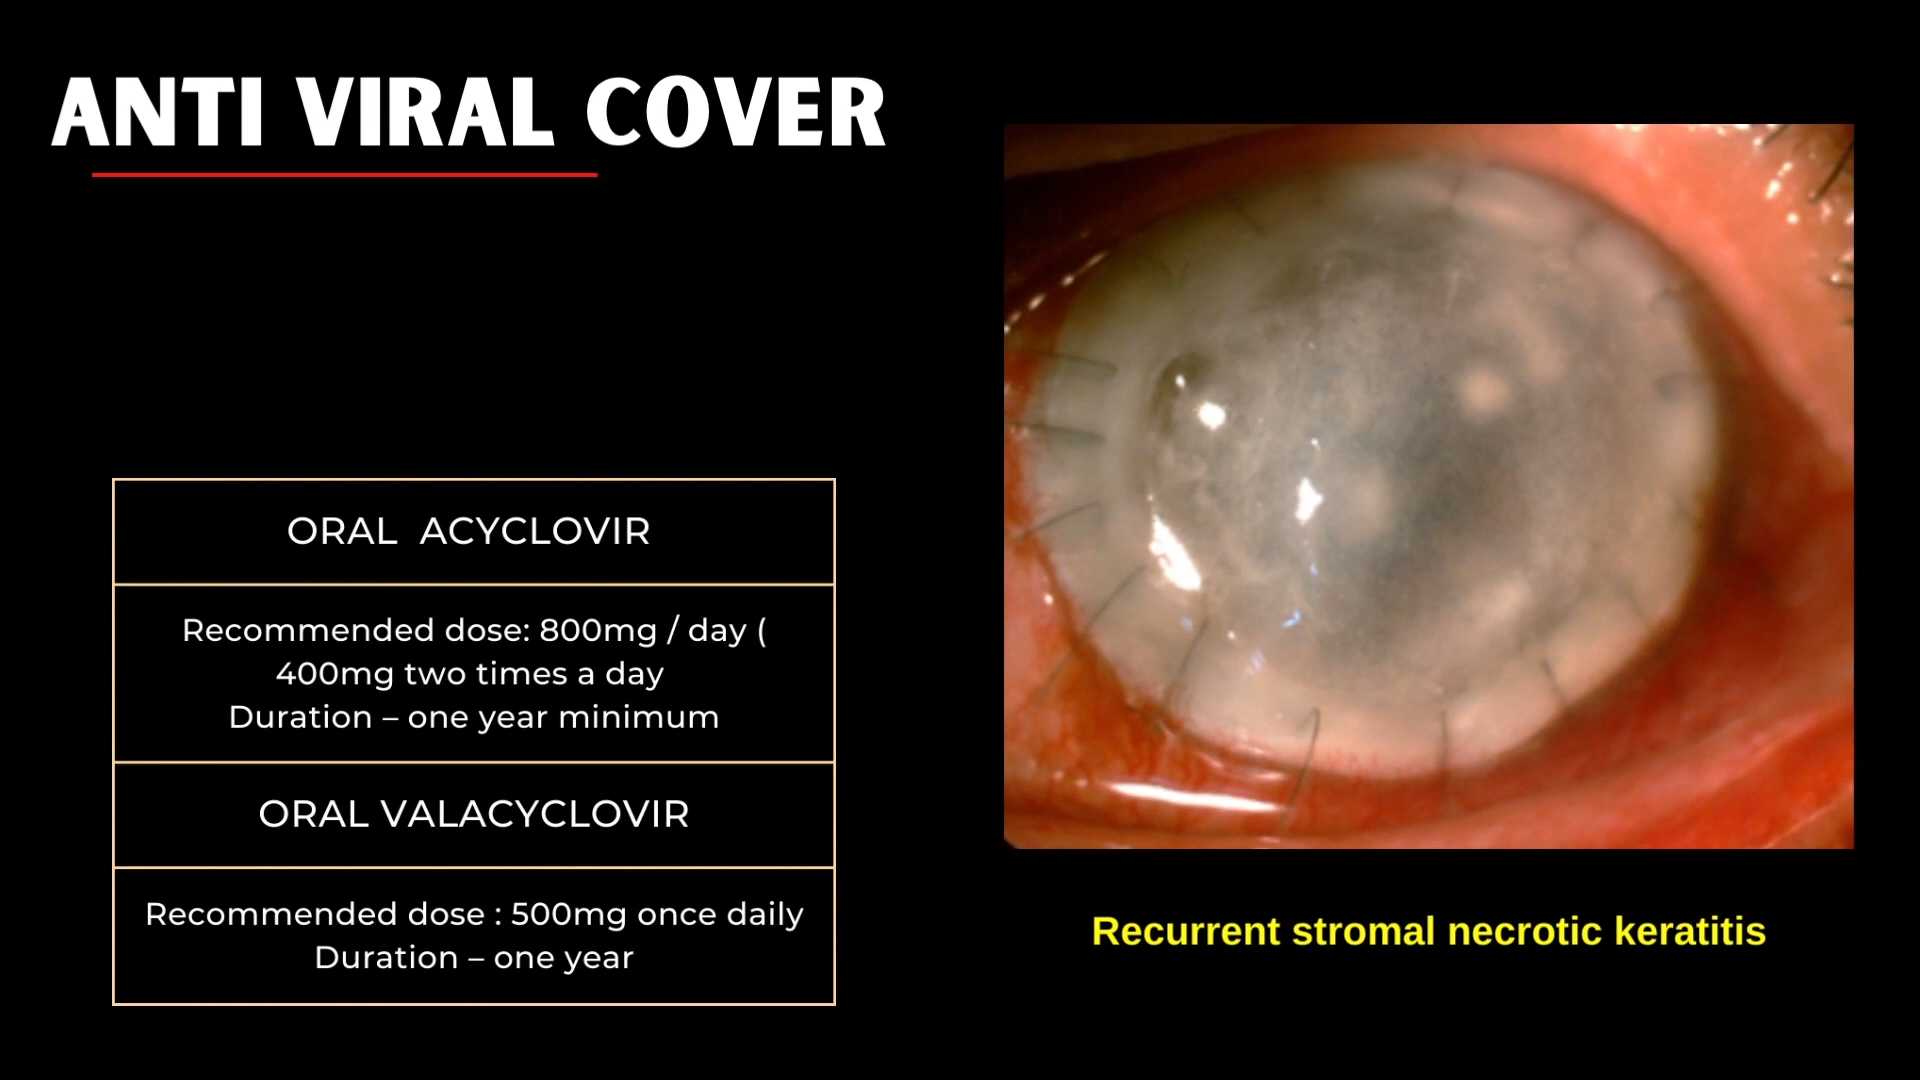 ANTI VIRAL COVER
ORAL  ACYCLOVIR
Recommended dose: 800mg / day (
400mg two times a day
Duration – one year minimum
ORAL VALACYCLOVIR
Recommended dose : 500mg once daily
Duration – one year
Recurrent stromal necrotic keratitis